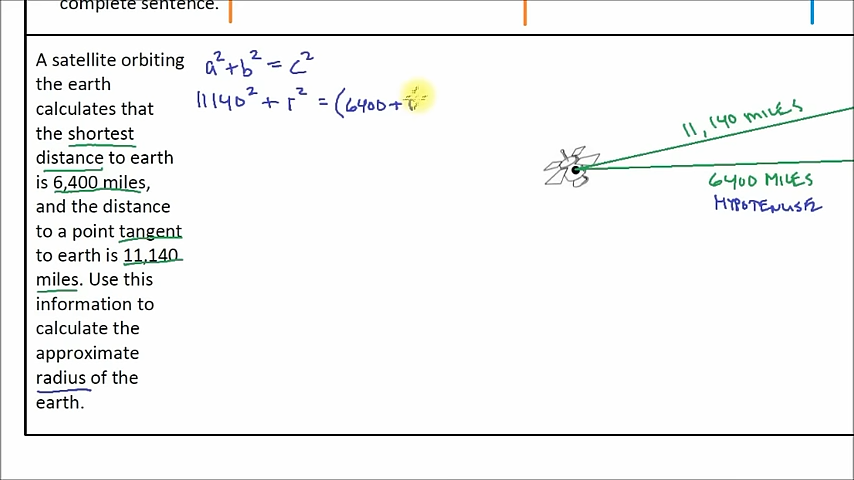 complete sentence.
A satellite orbiting
the earth
calculates that
the shortest
distance to earth
is 6,400 miles,
and the distance
to a point tangent
to earth is 11,140
miles. Use this
information to
calculate the
approximate
radius of the
earth.
a² + b² = c²
11140² + r² = (6400 +
11,140 MILES
6400 MILES
HYPOTENUSE